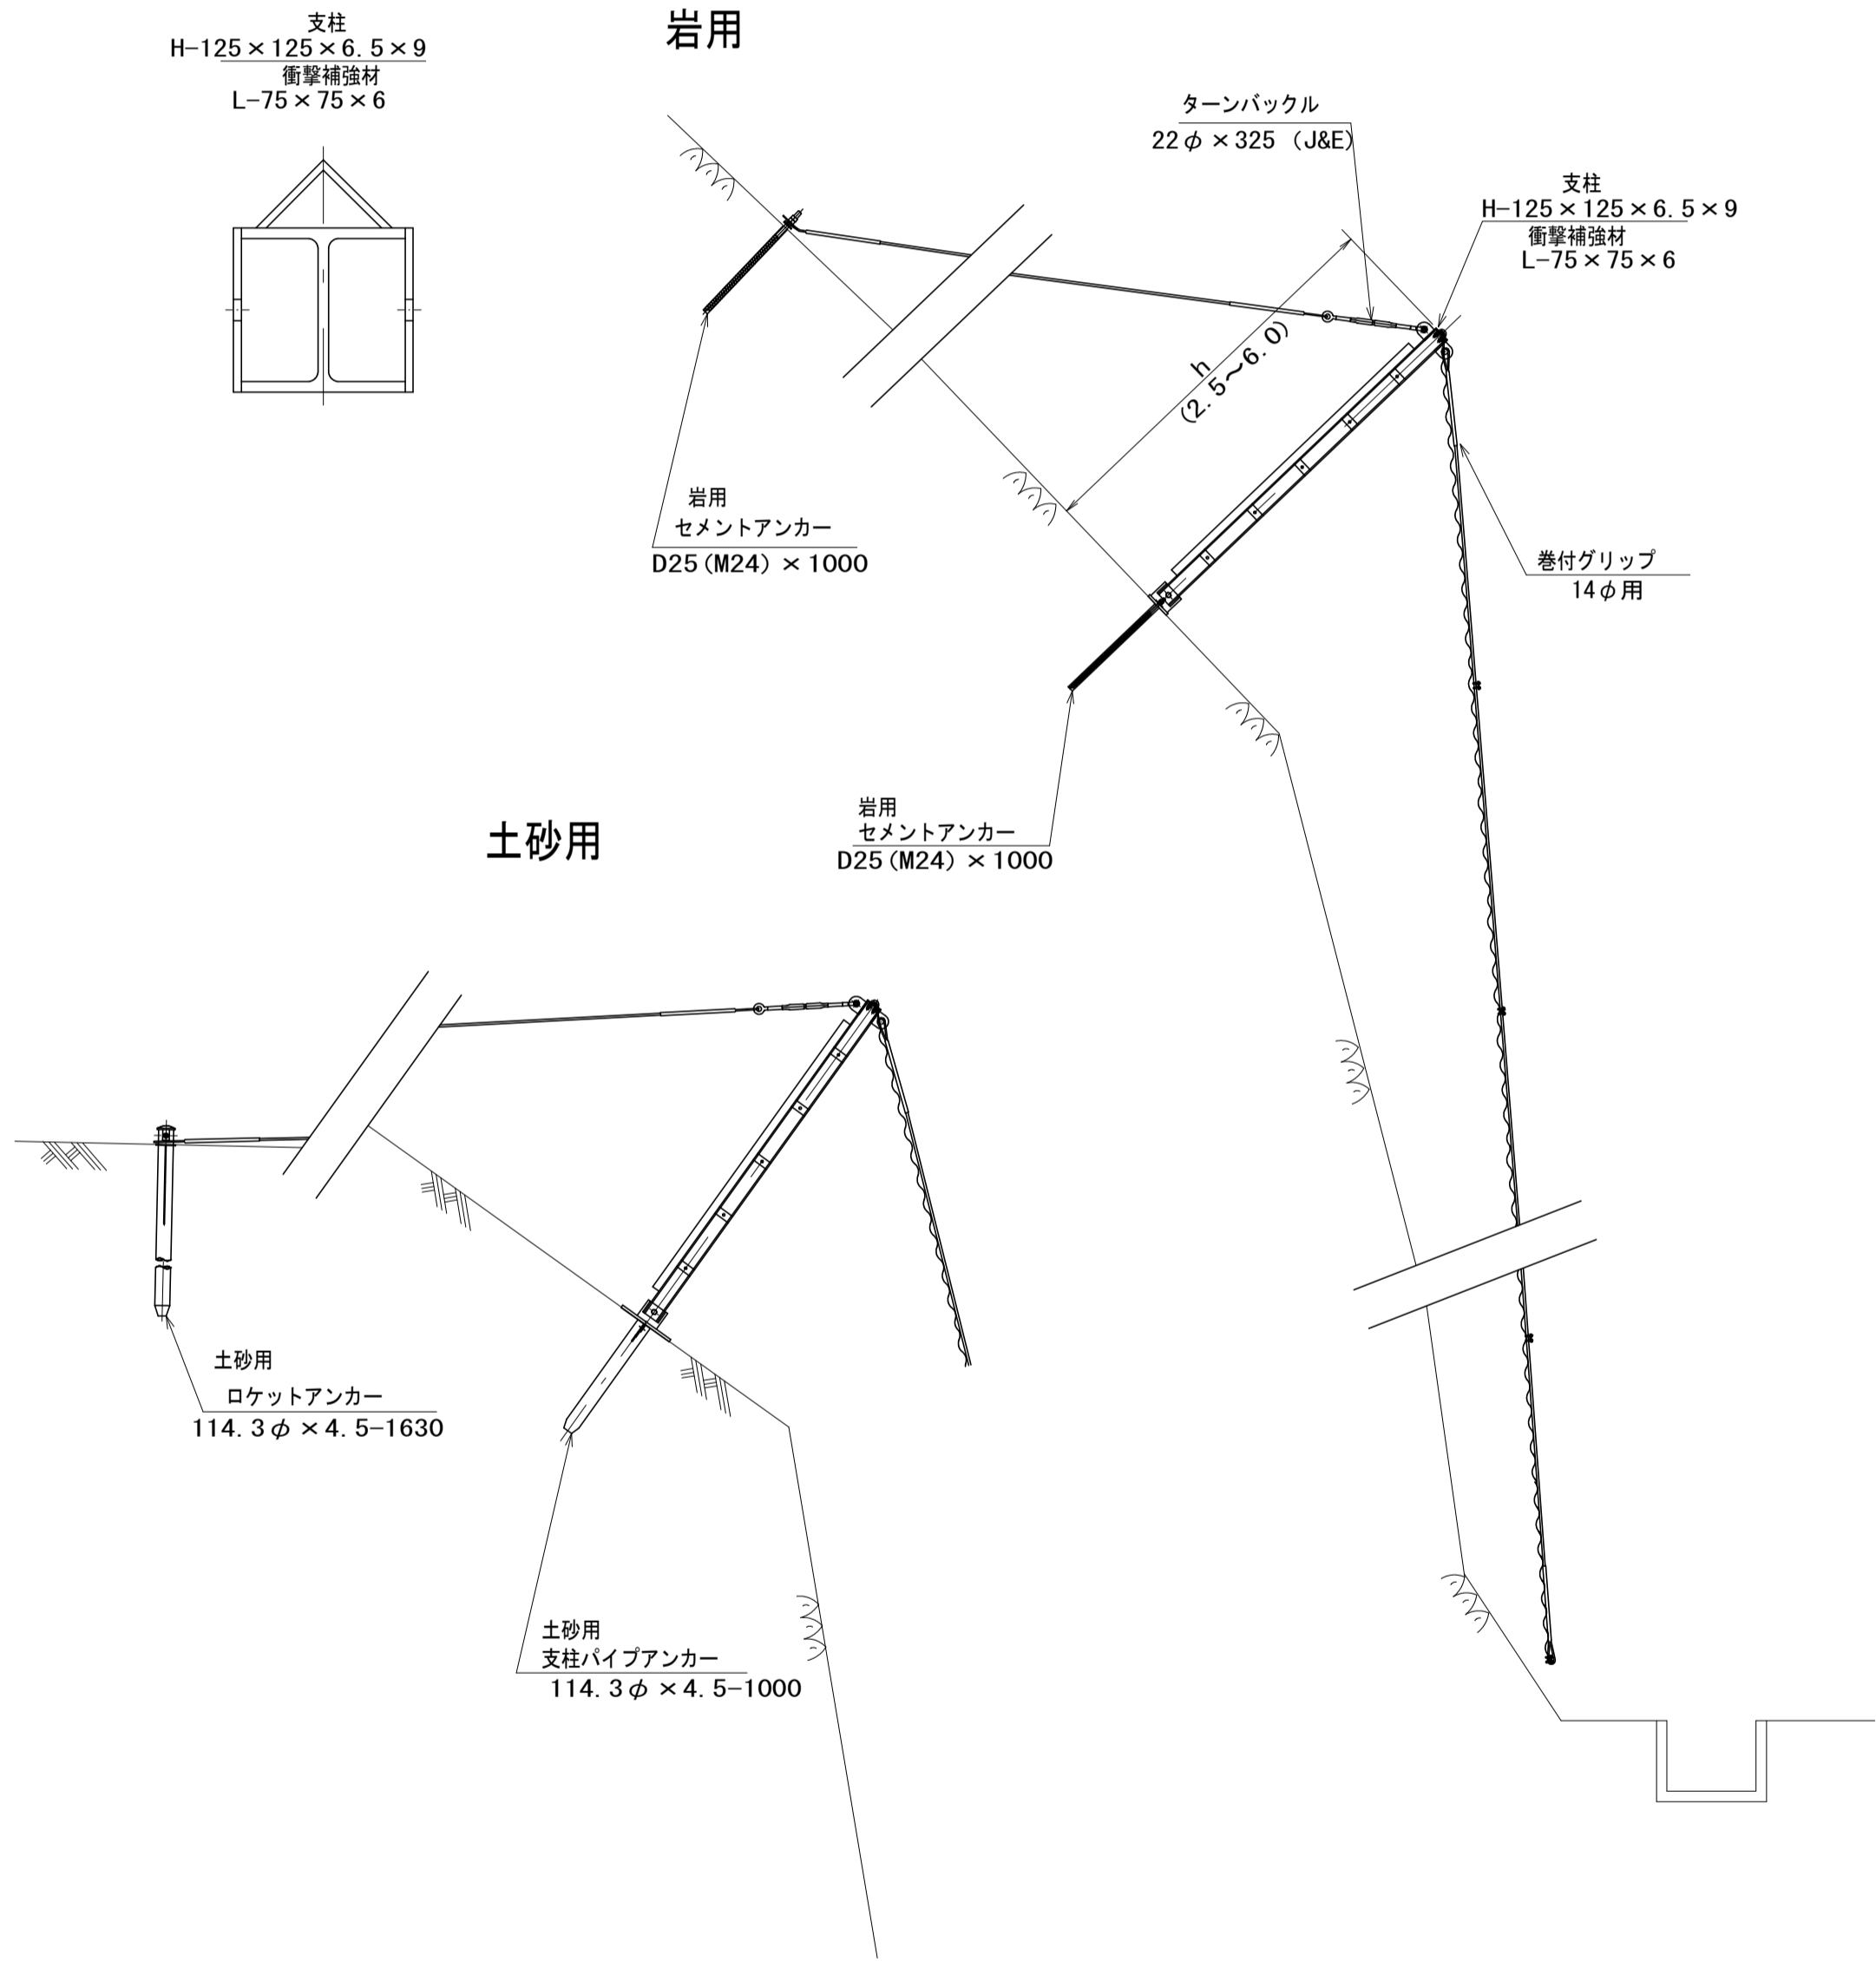 支柱
H-125×125×6.5×9
衝撃補強材
L-75×75×6
岩用
ターンバックル
22φ×325 (J&E)
支柱
H-125×125×6.5×9
衝撃補強材
L-75×75×6
h
(2.5～6.0)
岩用
セメントアンカー
D25(M24)×1000
巻付グリップ
14φ用
岩用
セメントアンカー
D25(M24)×1000
土砂用
土砂用
ロケットアンカー
114.3φ×4.5-1630
土砂用
支柱パイプアンカー
114.3φ×4.5-1000